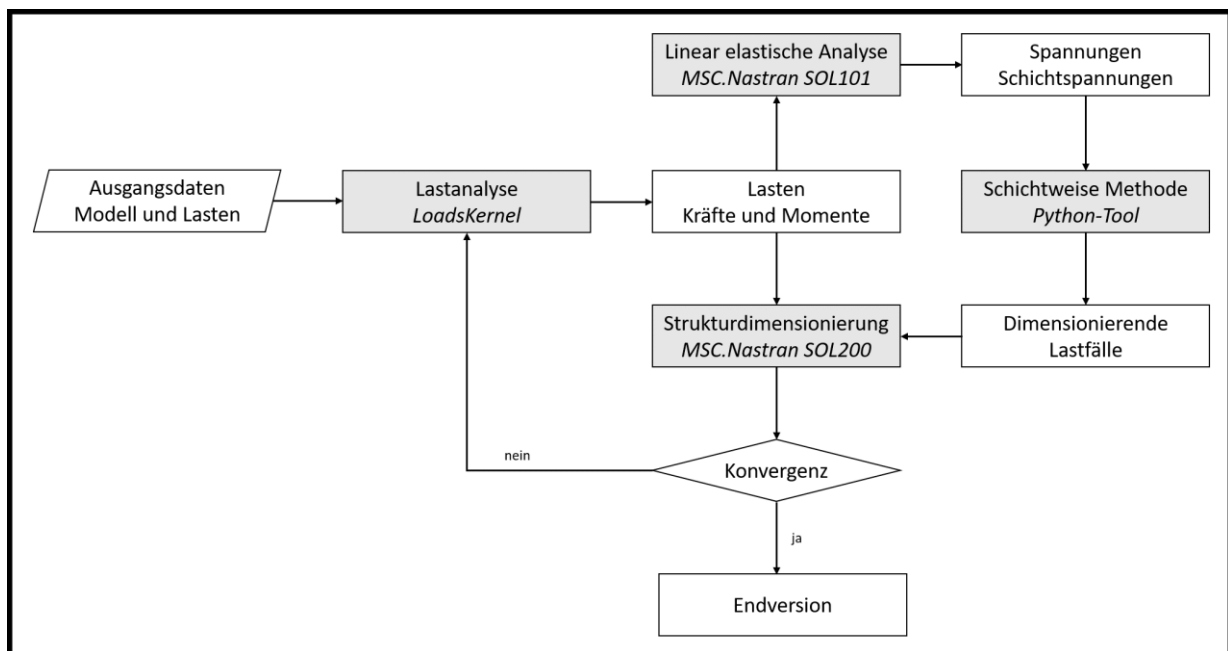 Linear elastische Analyse
MSC.Nastran SOL101
Spannungen
Schichtspannungen
Ausgangsdaten
Modell und Lasten
Lastanalyse
LoadsKernel
Lasten
Kräfte und Momente
Schichtweise Methode
Python-Tool
Strukturdimensionierung
MSC.Nastran SOL200
Dimensionierende
Lastfälle
nein
Konvergenz
ja
Endversion